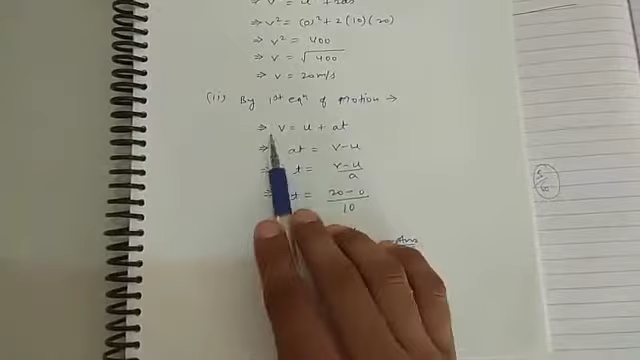 ⇒ v² = (0)² + 2(10)(20)
⇒ v² = 400
⇒ v = √400
⇒ v = 20m/s
(ii) By 1st eqn of Motion →
⇒ v = u + at
⇒ at = v-u
⇒ t = v-u/a
⇒ t = 20-0/10